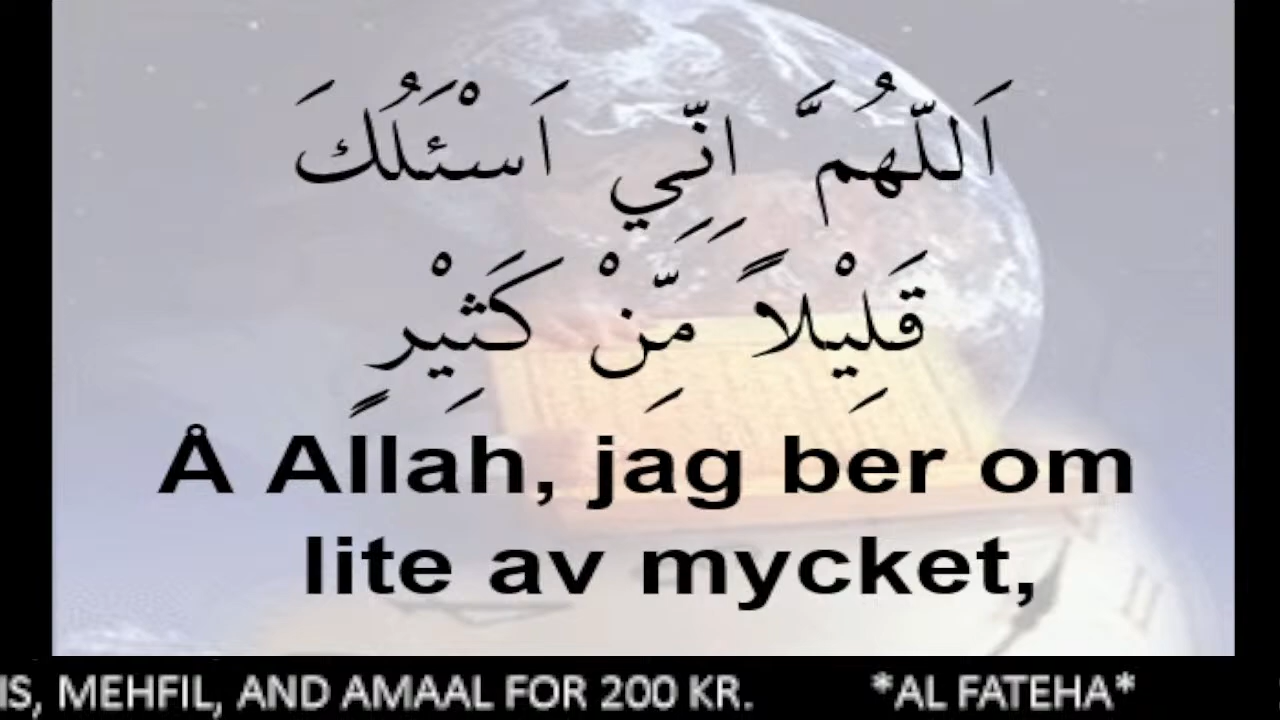 اَللّٰهُمَّ اِنِّيْ اَسْئَلُكَ
قَلِيْلاً مِّنْ كَثِيْرٍ
Å Allah, jag ber om
lite av mycket,
IS, MEHFIL, AND AMAAL FOR 200 KR. *AL FATEHA*